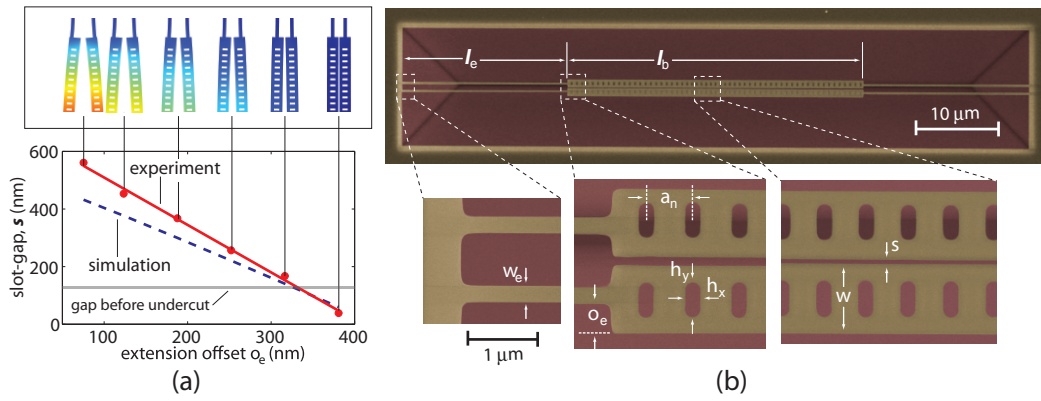 600
400
200
0
slot-gap, s (nm)
experiment
simulation
gap before undercut
0
100
200
300
400
extension offset oe (nm)
(a)
le
lb
10 μm
we
1 μm
an
hy
hx
oe
s
w
(b)